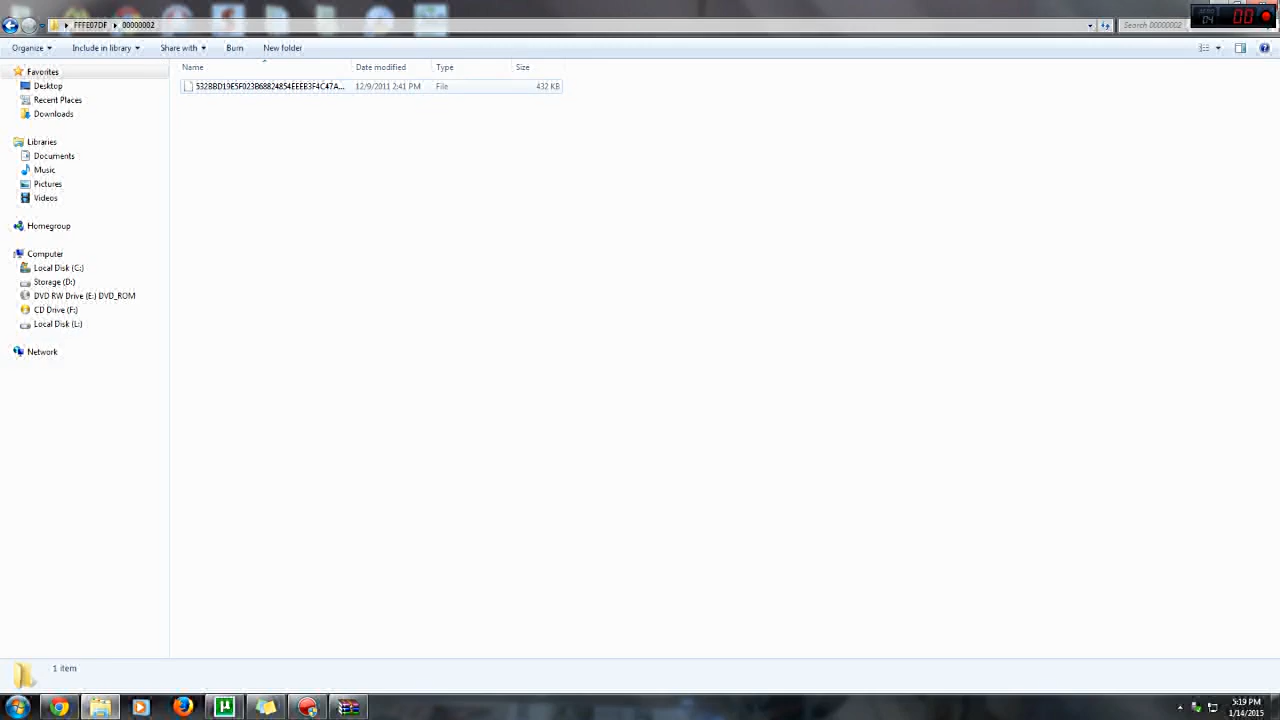 FFFE07DF 00000002
Search 00000002
04 00
Organize Include in library Share with Burn New folder
Name Date modified Type Size
532BBD19E5F023B68824854EEEB3F4C47A... 12/9/2011 2:41 PM File 432 KB
Favorites
Desktop
Recent Places
Downloads
Libraries
Documents
Music
Pictures
Videos
Homegroup
Computer
Local Disk (C:)
Storage (D:)
DVD RW Drive (E:) DVD_ROM
CD Drive (F:)
Local Disk (L:)
Network
1 item
µ
5:19 PM
1/14/2015